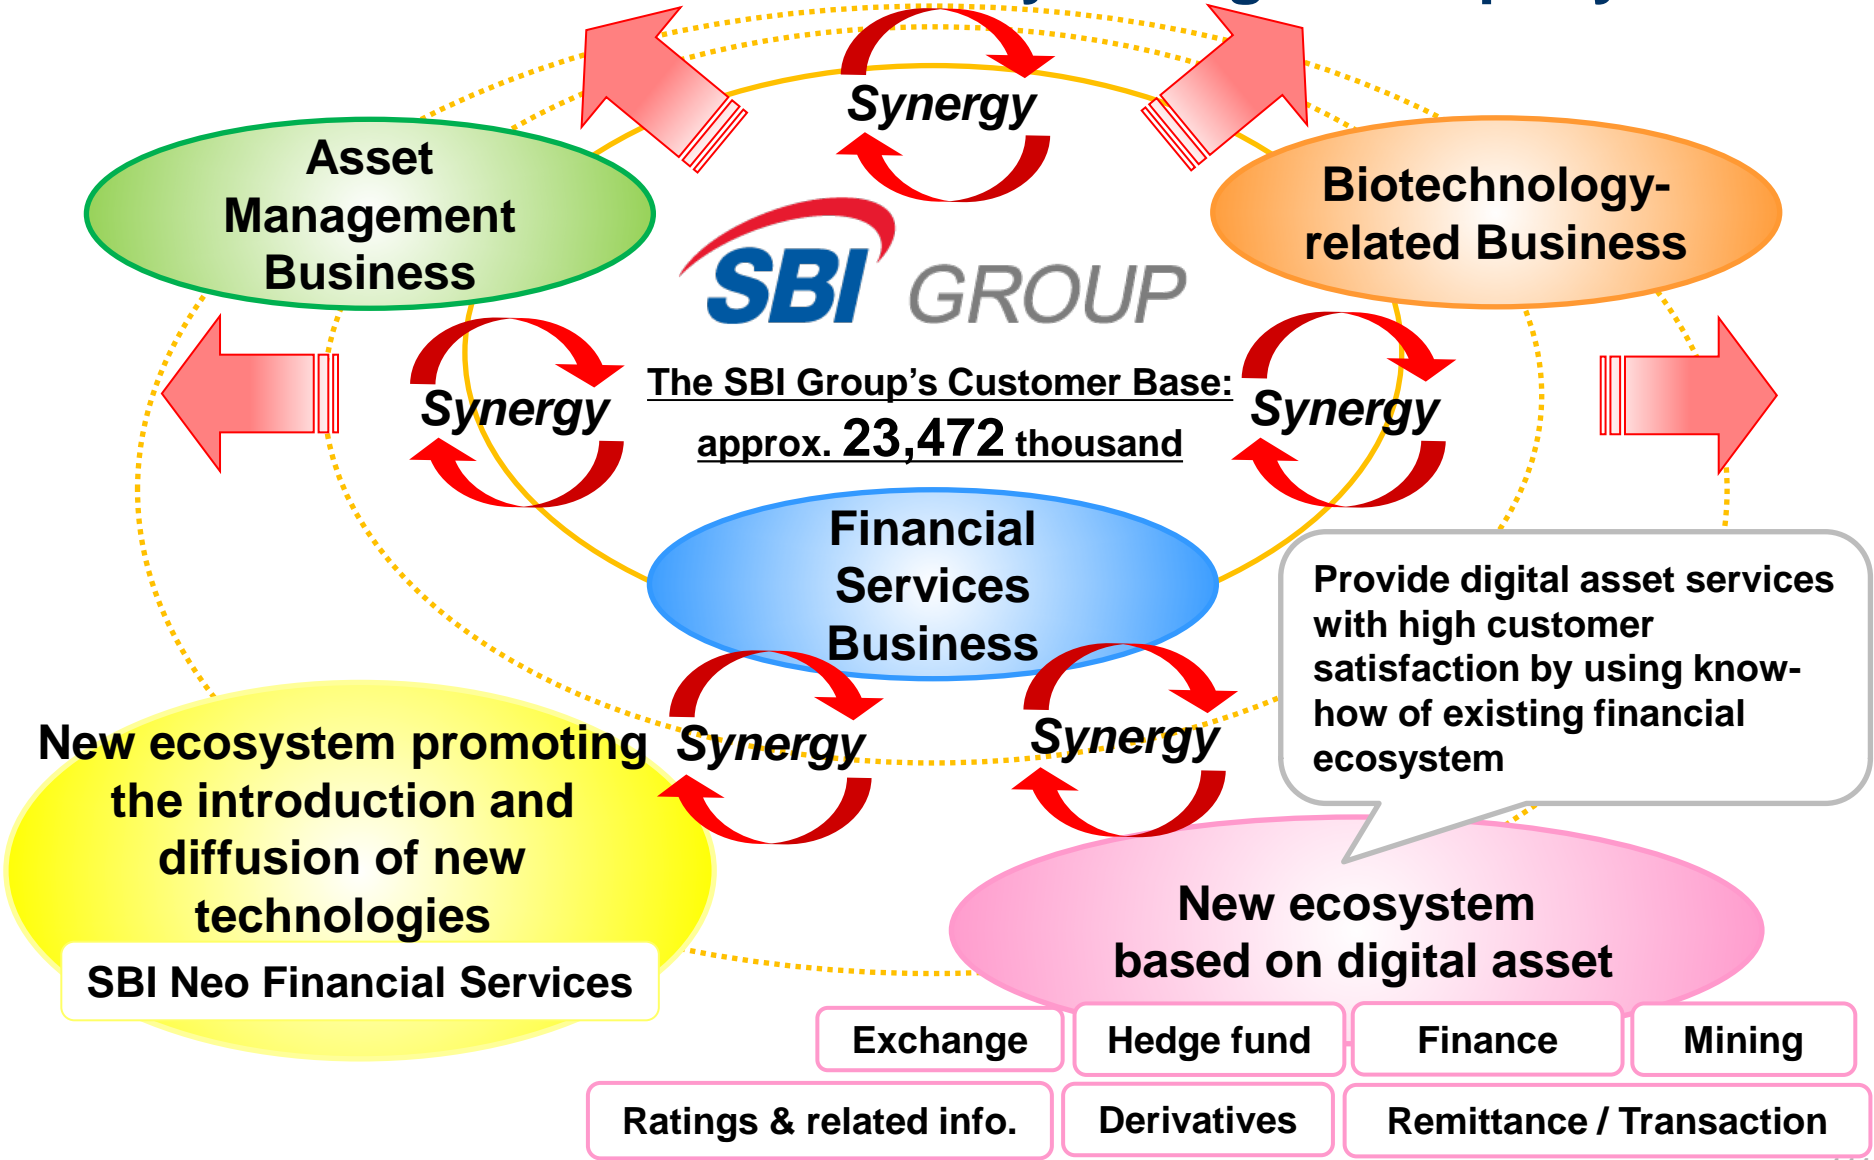 Synergy
Asset
Management
Business
Biotechnology-
related Business
SBI GROUP
The SBI Group’s Customer Base:
approx. 23,472 thousand
Synergy
Synergy
Financial
Services
Business
Provide digital asset services
with high customer
satisfaction by using know-
how of existing financial
ecosystem
Synergy
Synergy
New ecosystem promoting
the introduction and
diffusion of new
technologies
SBI Neo Financial Services
New ecosystem
based on digital asset
Exchange
Hedge fund
Finance
Mining
Ratings & related info.
Derivatives
Remittance / Transaction